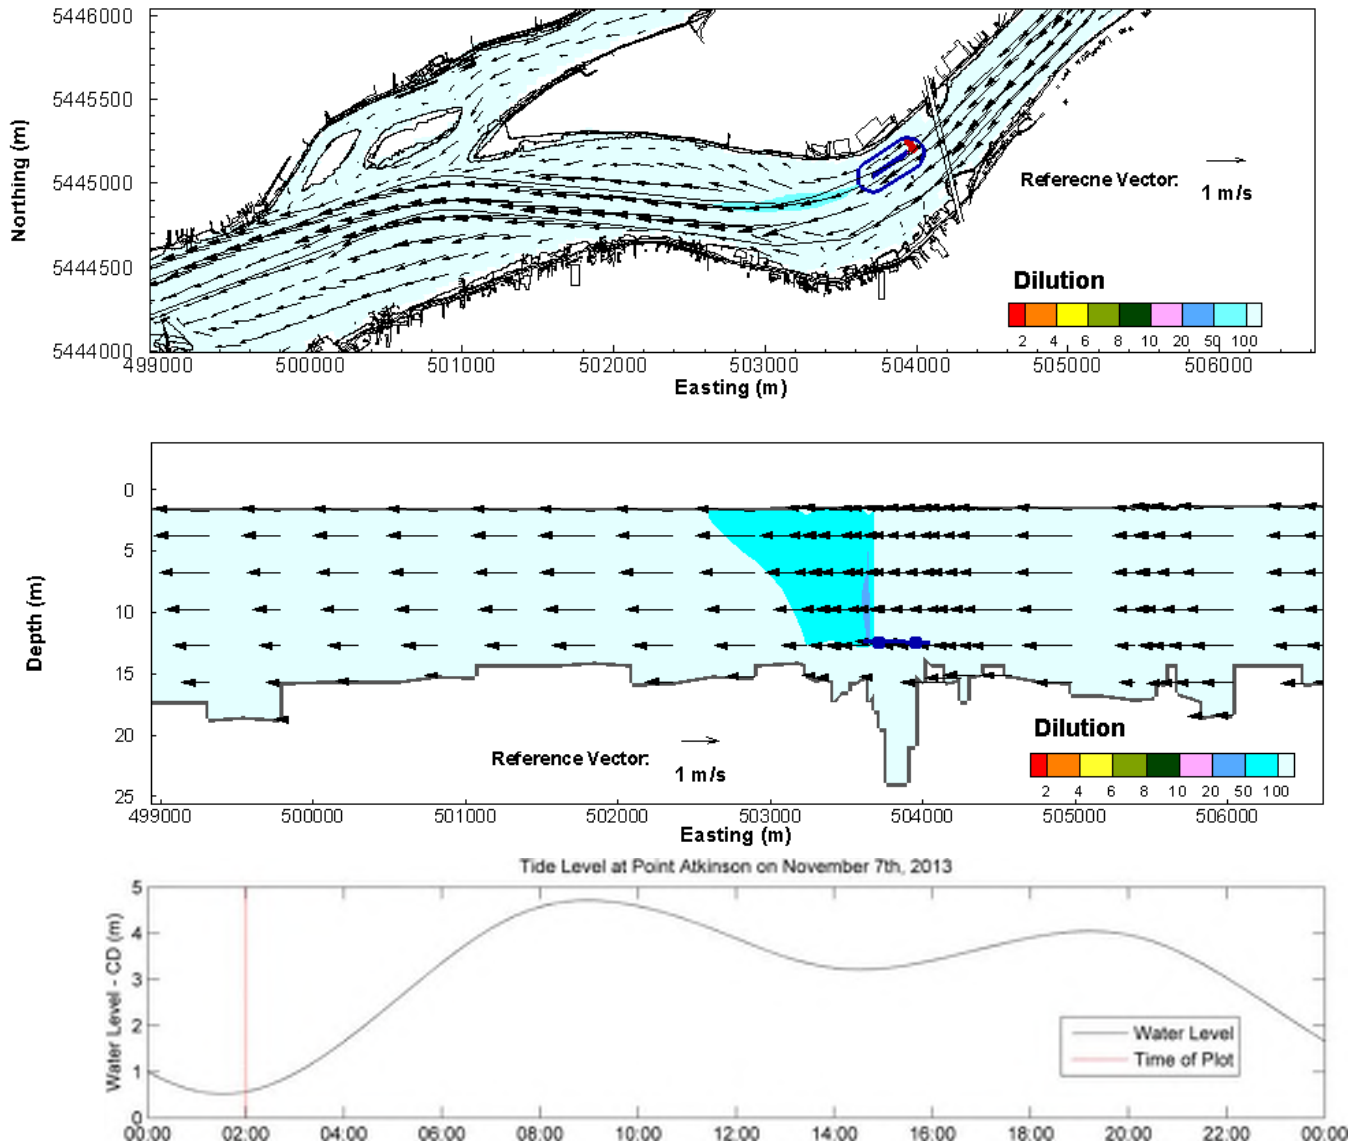 5446000
5445500
5445000
5444500
5444000
Northing (m)
Referecne Vector:
1 m/s
Dilution
2 4 6 8 10 20 50 100
499000 500000 501000 502000 503000 504000 505000 506000
Easting (m)
0
5
10
15
20
25
Depth (m)
Reference Vector:
1 m/s
Dilution
2 4 6 8 10 20 50 100
499000 500000 501000 502000 503000 504000 505000 506000
Easting (m)
Tide Level at Point Atkinson on November 7th, 2013
5
4
3
2
1
0
Water Level - CD (m)
Water Level
Time of Plot
00:00 02:00 04:00 06:00 08:00 10:00 12:00 14:00 16:00 18:00 20:00 22:00 00:00